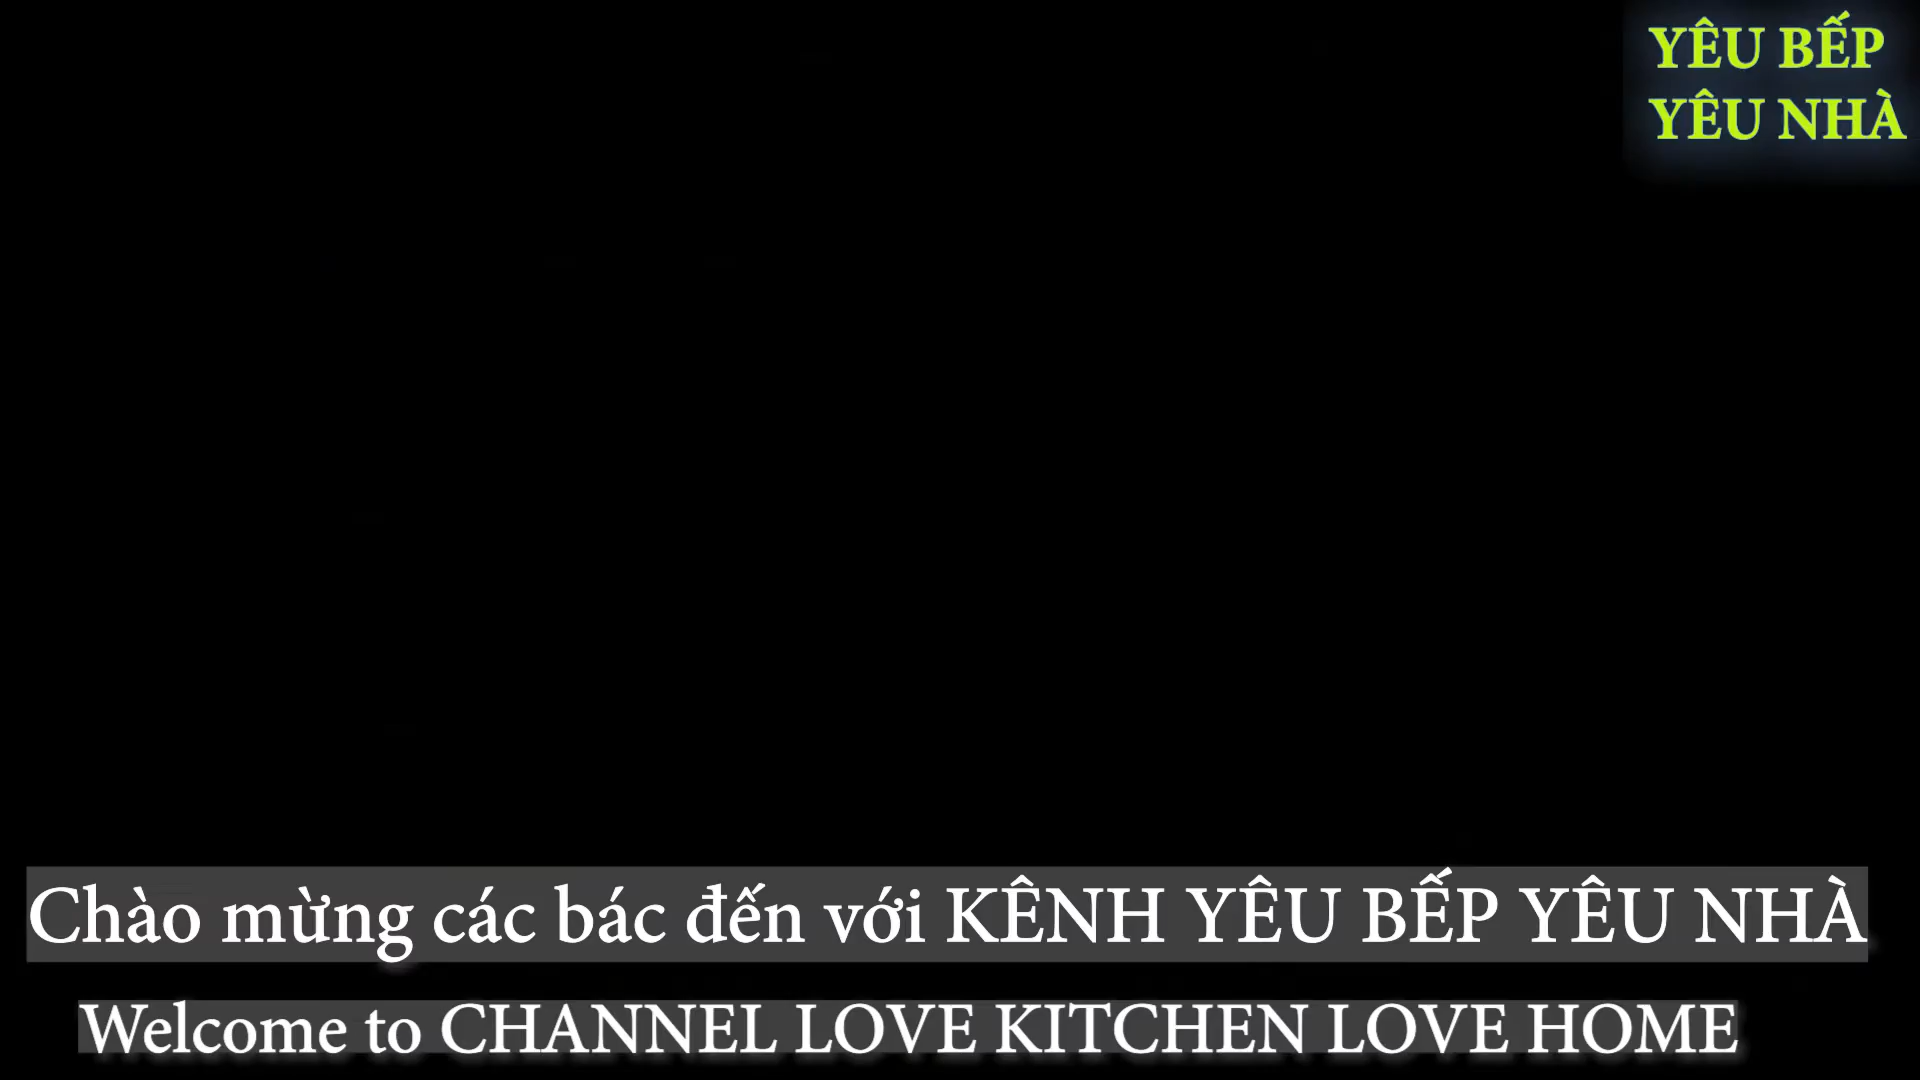 YÊU BẾP
YÊU NHÀ
Chào mừng các bác đến với KÊNH YÊU BẾP YÊU NHÀ
Welcome to CHANNEL LOVE KITCHEN LOVE HOME